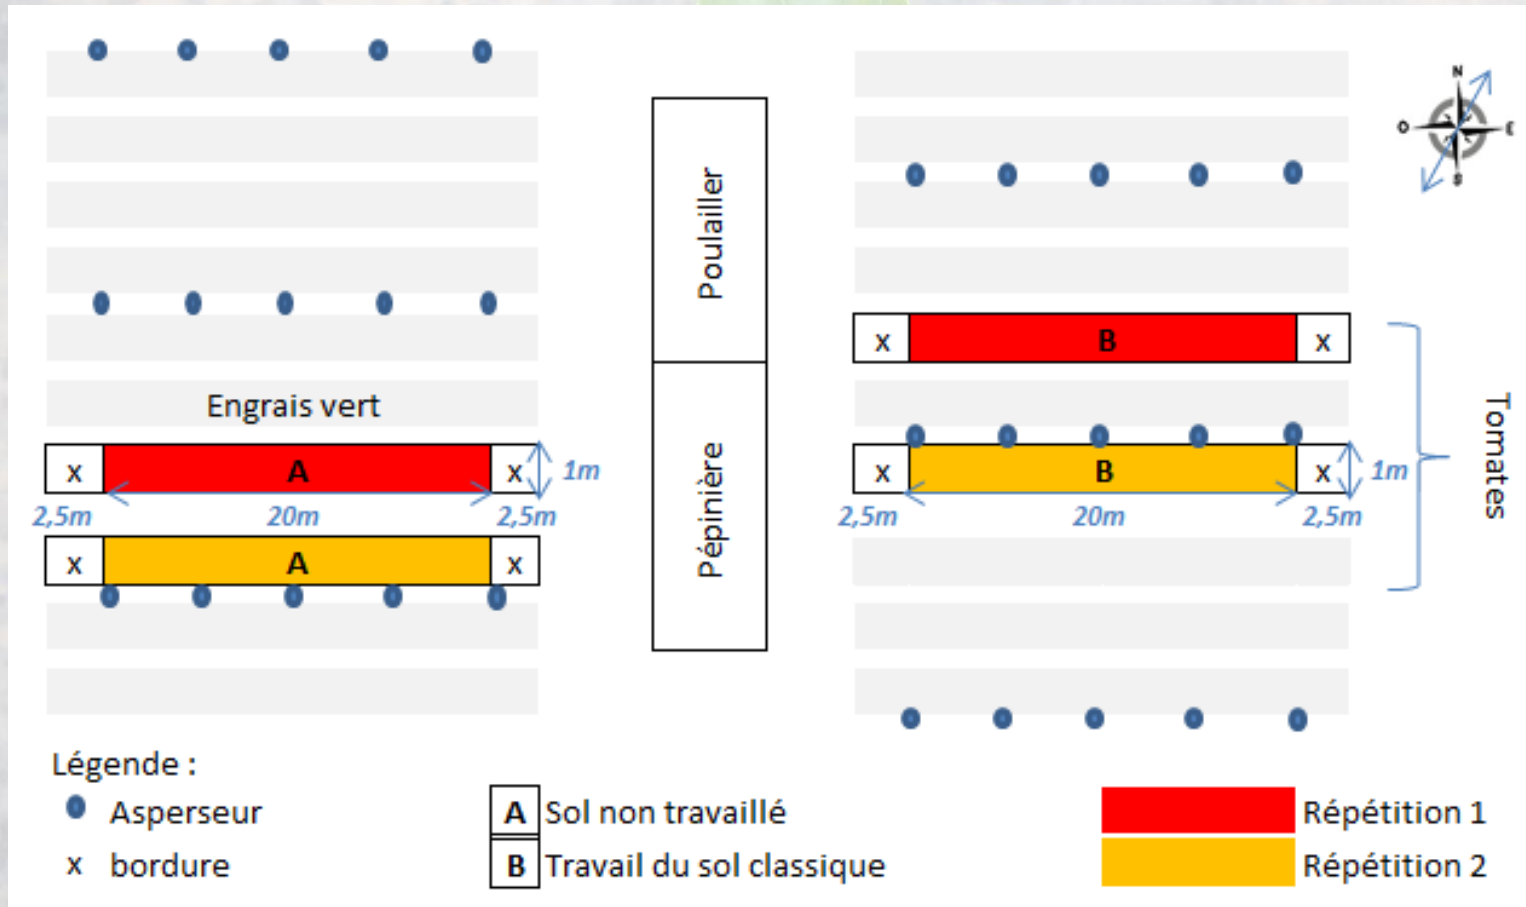 N
O E
S
Poulailler
Engrais vert
Pépinière
x B x
x A x 1m
2,5m 20m 2,5m
x A x
x B x 1m
2,5m 20m 2,5m
Tomates
Légende :
Asperseur
x bordure
A Sol non travaillé
B Travail du sol classique
Répétition 1
Répétition 2